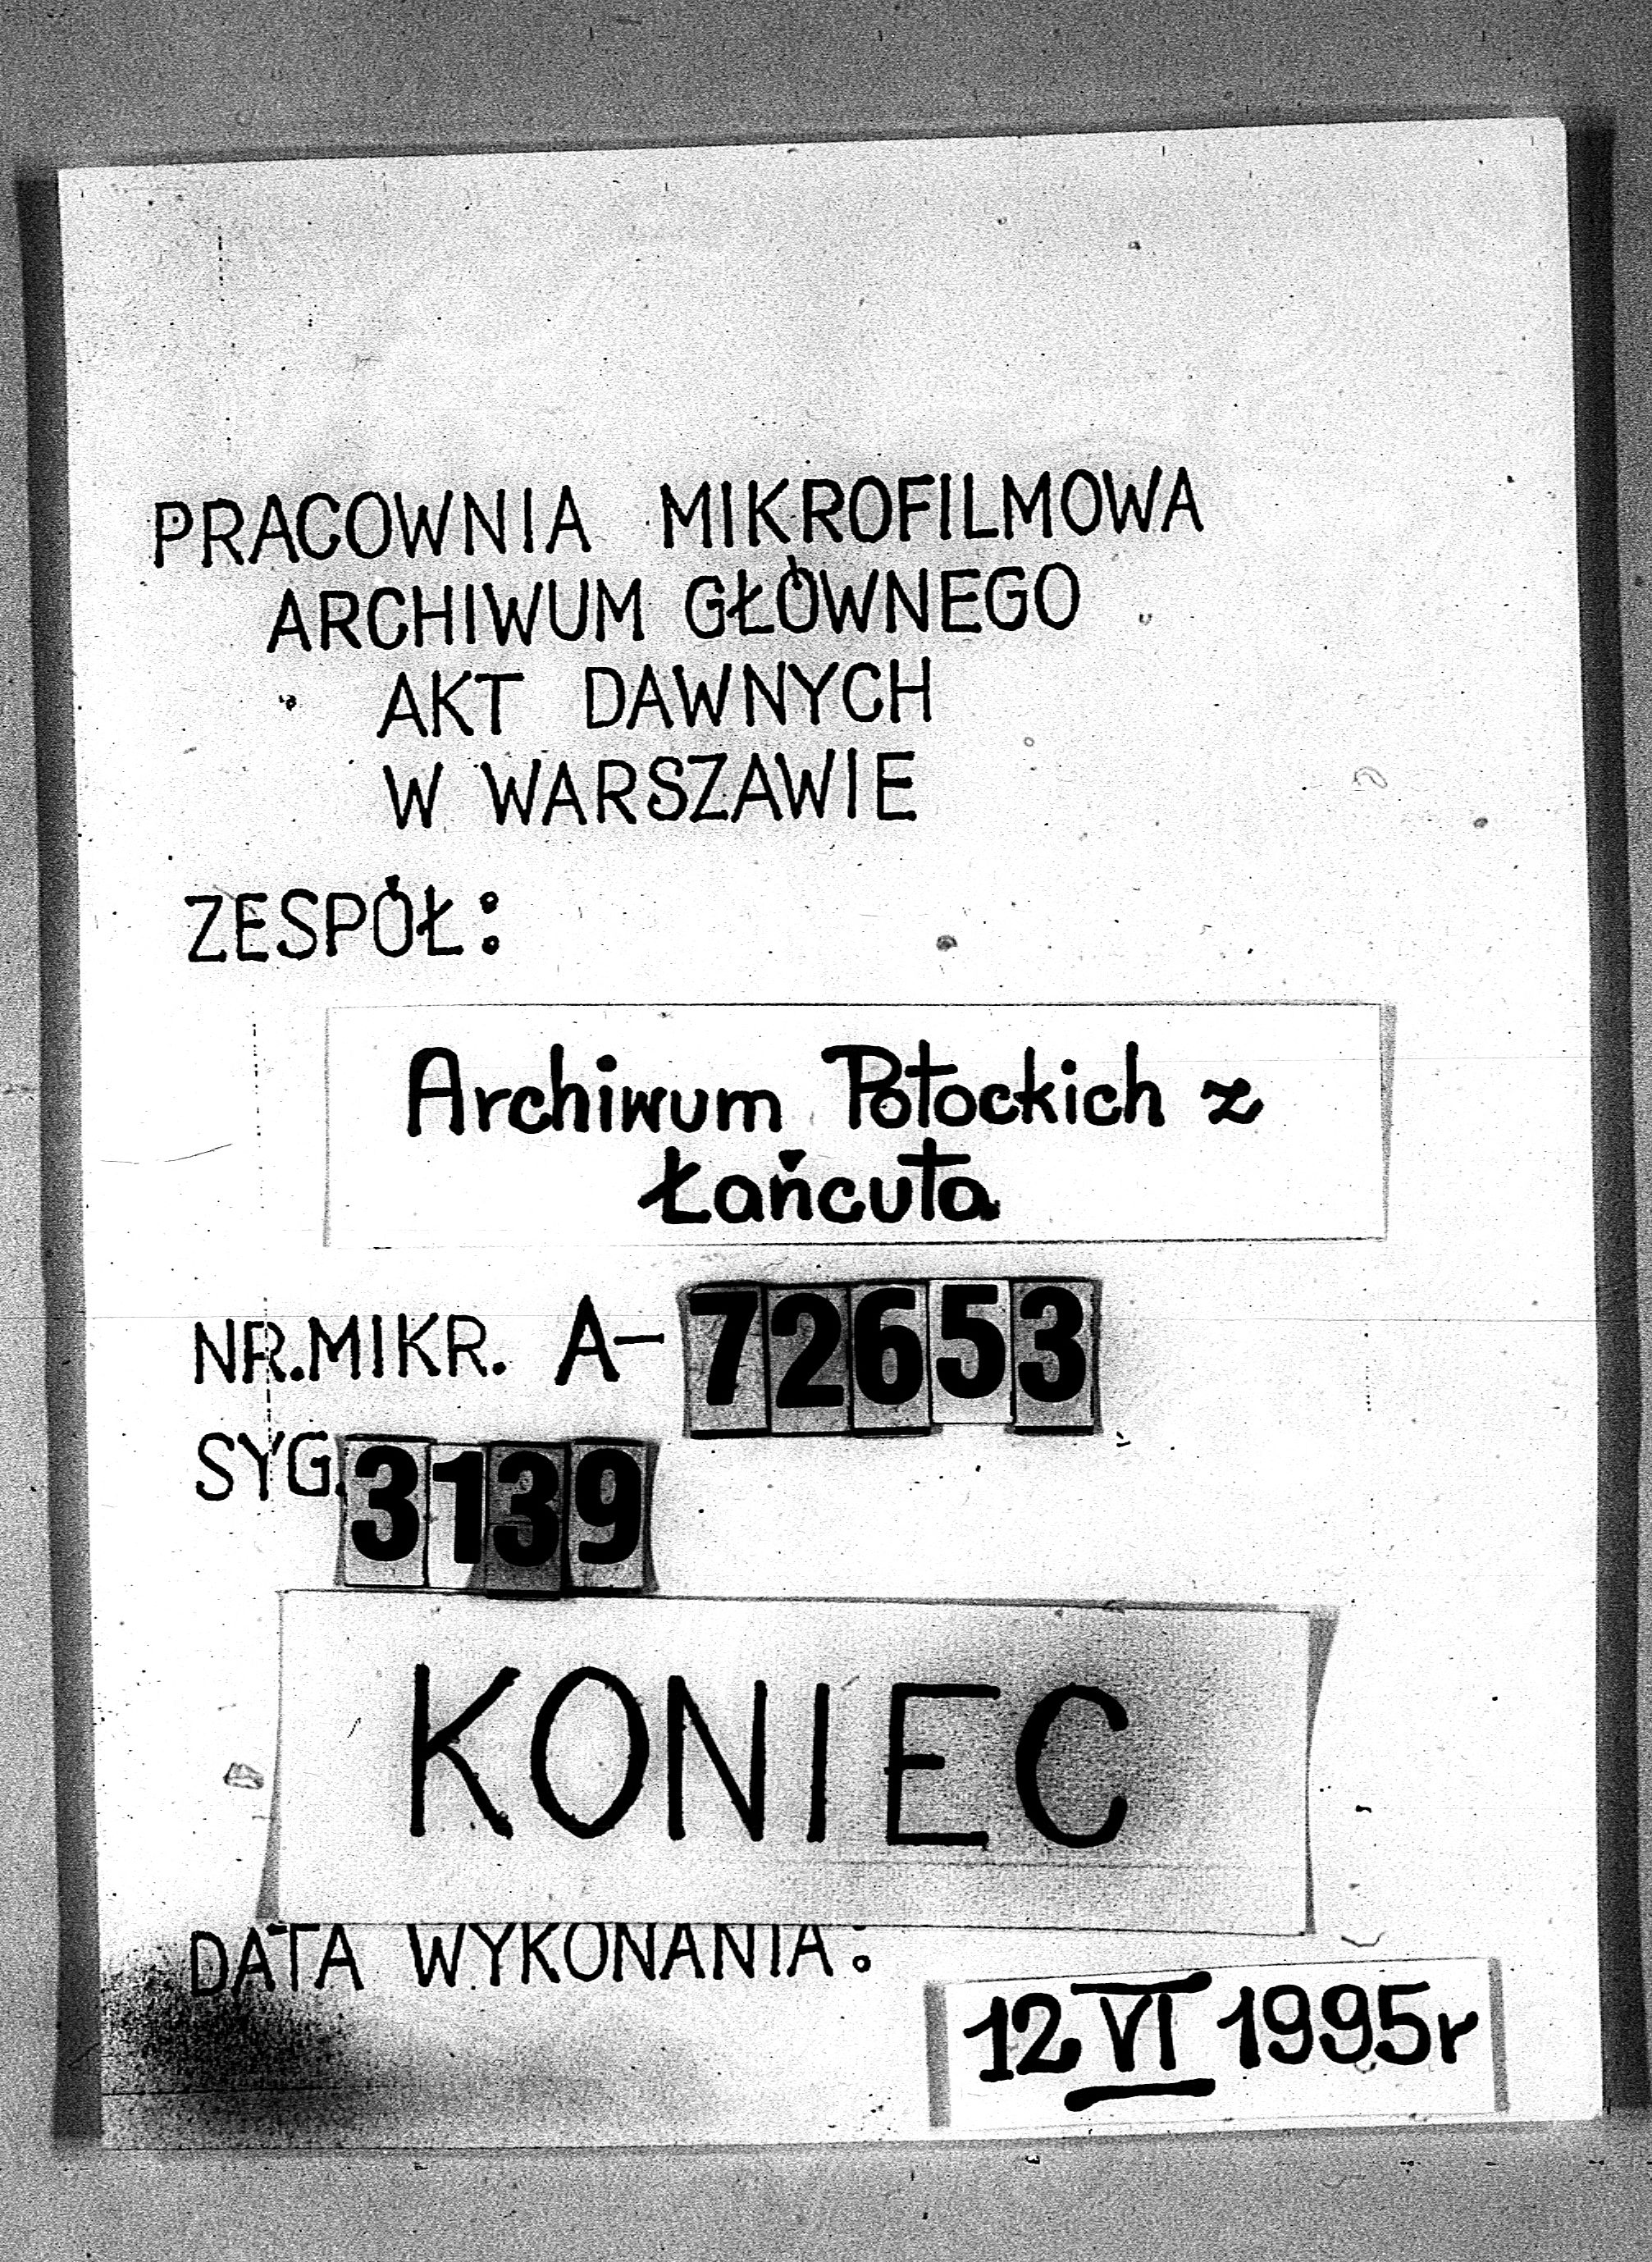 PRACOWNIA MIKROFILMOWA
ARCHIWUM GŁÓWNEGO
AKT DAWNYCH
W WARSZAWIE
ZESPÓŁ:
Archiwum Potockich z
Łańcuta
NR.MIKR. A-72653
SYG.3139
KONIEC
DATA WYKONANIA:
12 VI 1995r